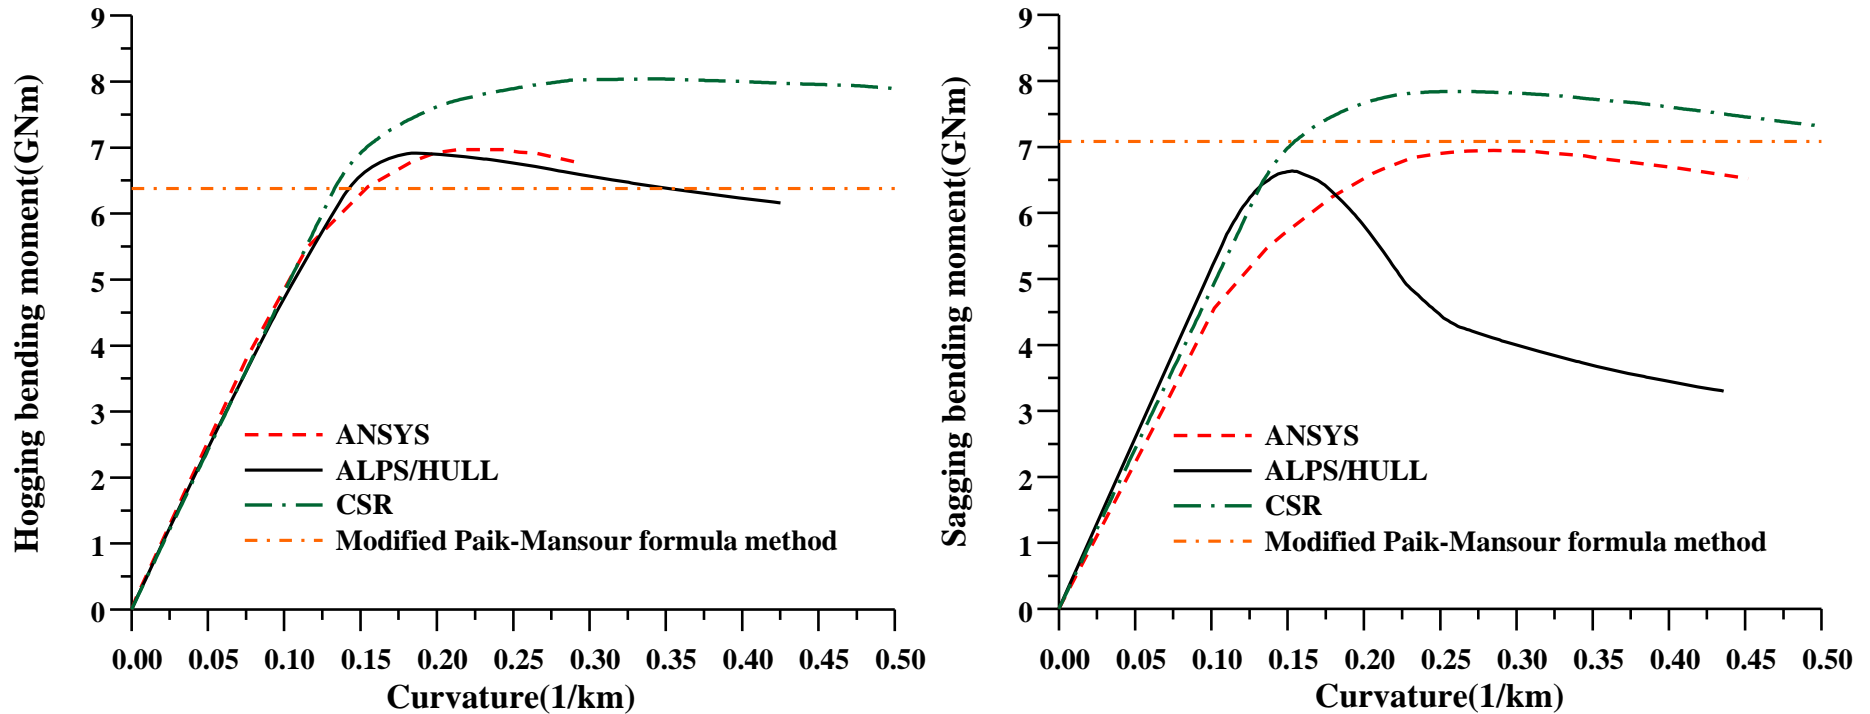 Hogging bending moment(GNm)
9
8
7
6
5
4
3
2
1
0
ANSYS
ALPS/HULL
CSR
Modified Paik-Mansour formula method
0.00 0.05 0.10 0.15 0.20 0.25 0.30 0.35 0.40 0.45 0.50
Curvature(1/km)
Sagging bending moment(GNm)
9
8
7
6
5
4
3
2
1
0
ANSYS
ALPS/HULL
CSR
Modified Paik-Mansour formula method
0.00 0.05 0.10 0.15 0.20 0.25 0.30 0.35 0.40 0.45 0.50
Curvature(1/km)